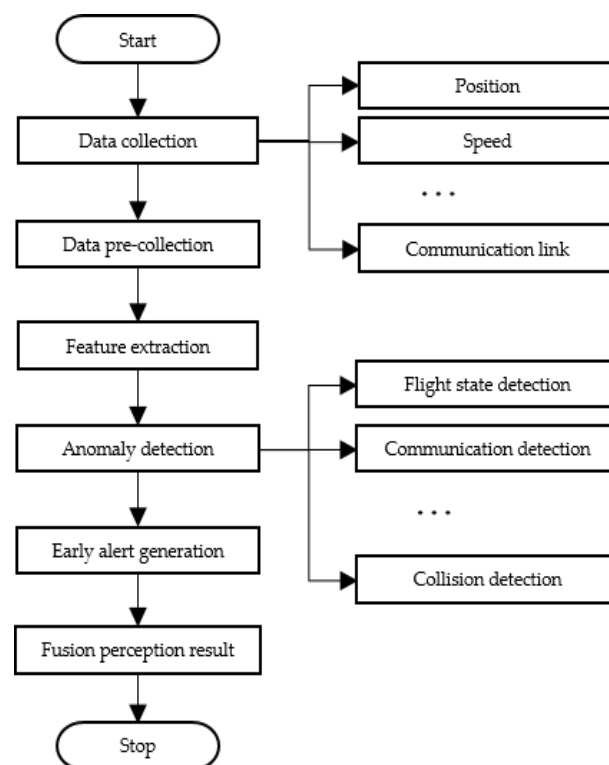 Start
Data collection
Position
Speed
...
Communication link
Data pre-collection
Feature extraction
Anomaly detection
Flight state detection
Communication detection
...
Collision detection
Early alert generation
Fusion perception result
Stop